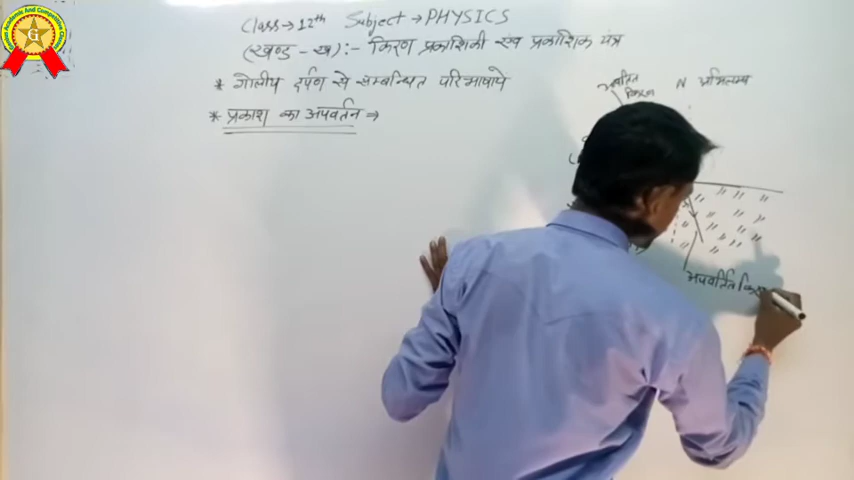 Class → 12th Subject → PHYSICS
(खण्ड - ख) :- किरण प्रकाशिकी एवं प्रकाशिक यंत्र
* गोलीय दर्पण से सम्बन्धित परिभाषायें
* प्रकाश का अपवर्तन ⇒
किरण
N अभिलम्ब
अपवर्तित किरण
G